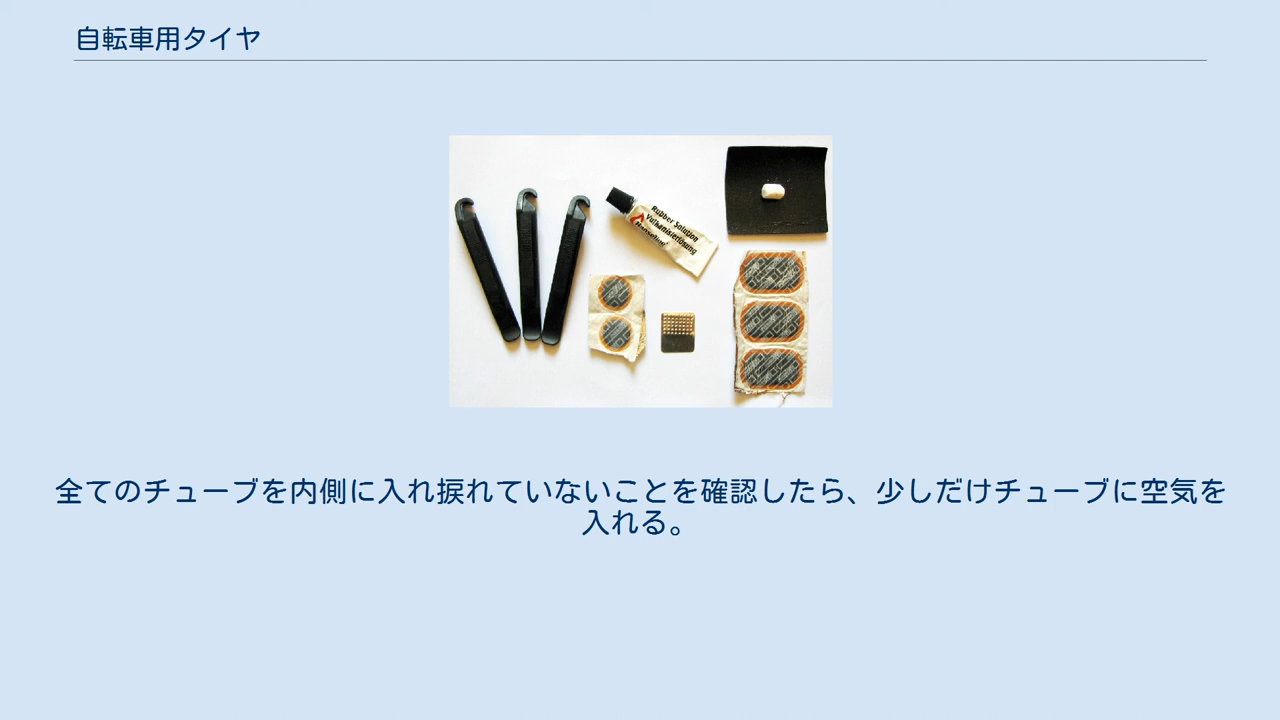 自転車用タイヤ
Rubber Solution
Vulkanisierlösung
全てのチューブを内側に入れ捩れていないことを確認したら、少しだけチューブに空気を
入れる。